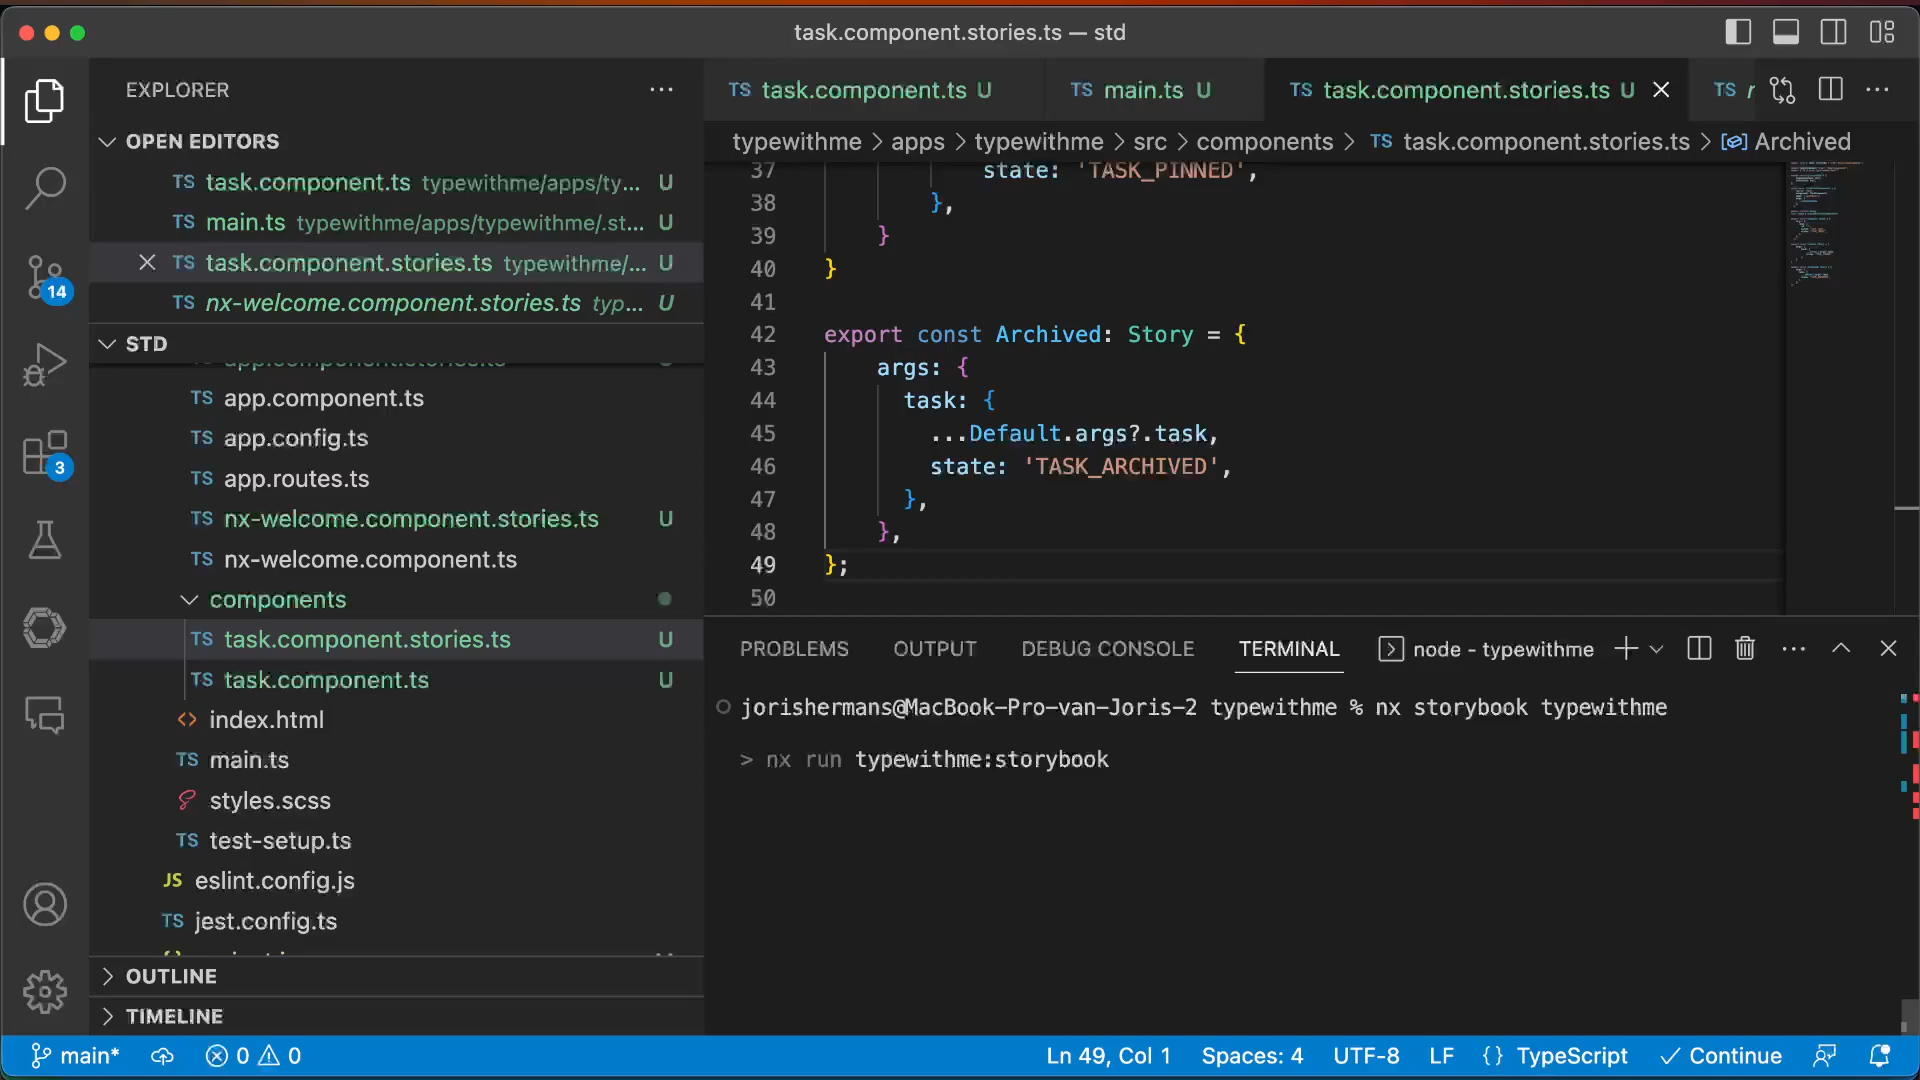 task.component.stories.ts — std
EXPLORER
OPEN EDITORS
TS task.component.ts typewithme/apps/ty... U
TS main.ts typewithme/apps/typewithme/.st... U
TS task.component.stories.ts typewithme/... U
TS nx-welcome.component.stories.ts typ... U
STD
TS app.component.ts
TS app.config.ts
TS app.routes.ts
TS nx-welcome.component.stories.ts U
TS nx-welcome.component.ts
components
TS task.component.stories.ts U
TS task.component.ts U
<> index.html
TS main.ts
styles.scss
TS test-setup.ts
JS eslint.config.js
TS jest.config.ts
OUTLINE
TIMELINE
14
3
TS task.component.ts U TS main.ts U TS task.component.stories.ts U TS
typewithme > apps > typewithme > src > components > TS task.component.stories.ts > Archived
37 state: 'TASK_PINNED',
38 },
39 }
40 }
41
42 export const Archived: Story = {
43 args: {
44 task: {
45 ...Default.args?.task,
46 state: 'TASK_ARCHIVED',
47 },
48 },
49 };
50
PROBLEMS OUTPUT DEBUG CONSOLE TERMINAL node - typewithme
jorishermans@MacBook-Pro-van-Joris-2 typewithme % nx storybook typewithme
> nx run typewithme:storybook
main* 0 0 Ln 49, Col 1 Spaces: 4 UTF-8 LF {} TypeScript Continue